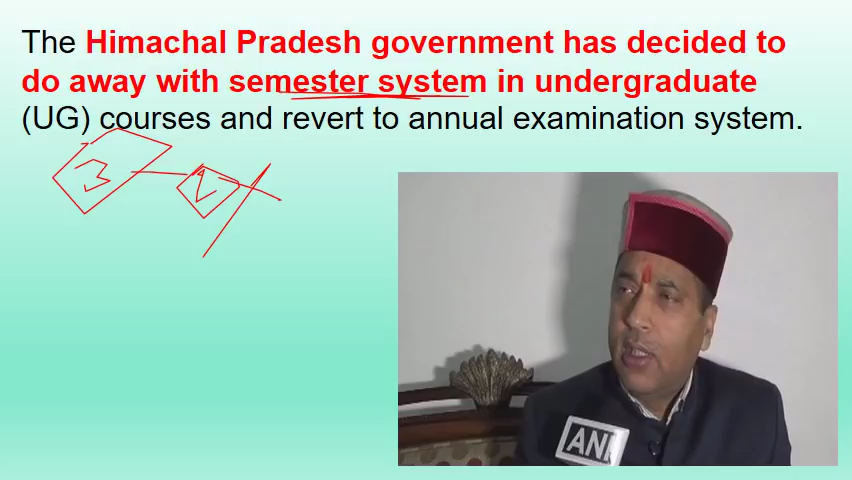 The Himachal Pradesh government has decided to
do away with semester system in undergraduate
(UG) courses and revert to annual examination system.
3
ANI